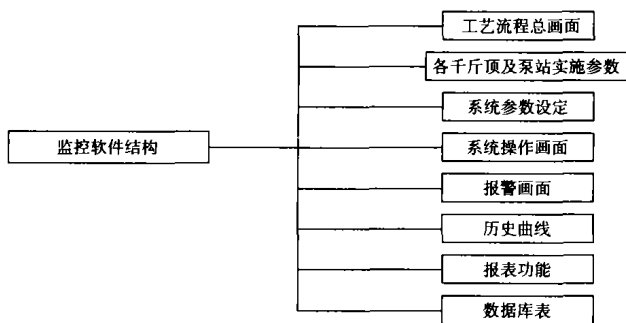 工艺流程总画面
各千斤顶及泵站实施参数
系统参数设定
监控软件结构
系统操作画面
报警画面
历史曲线
报表功能
数据库表